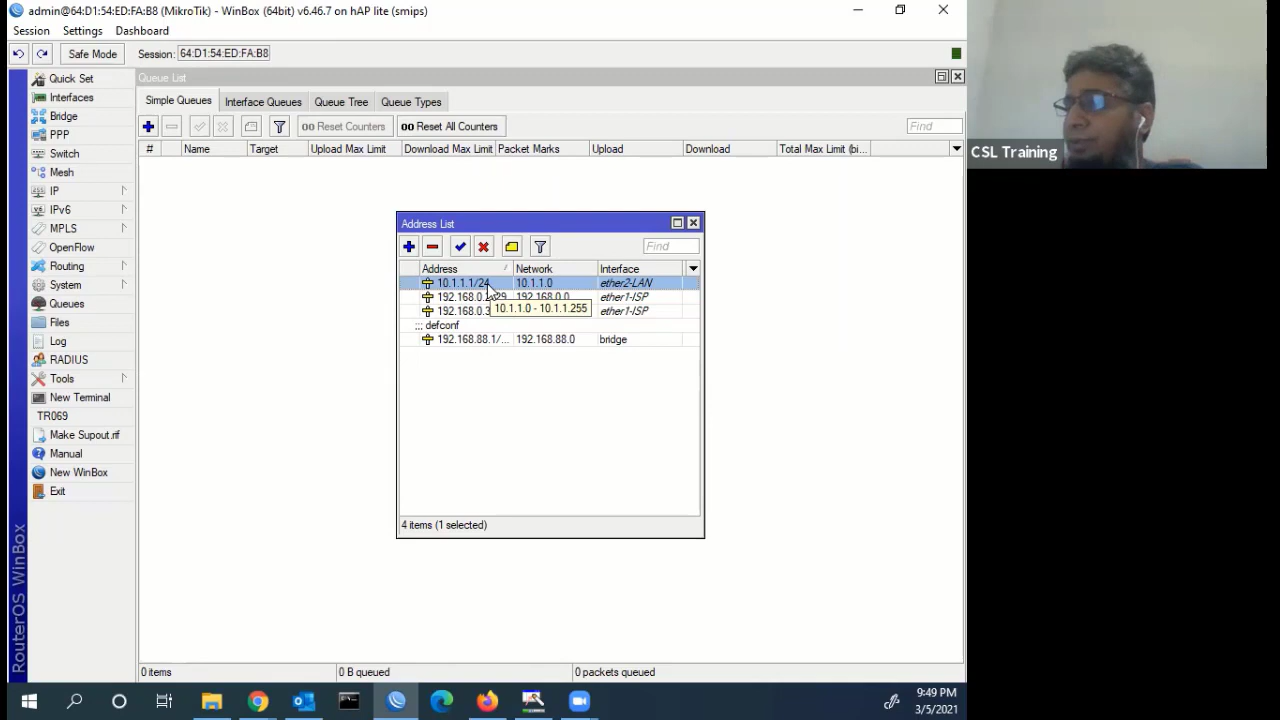 admin@64:D1:54:ED:FA:B8 (MikroTik) - WinBox (64bit) v6.46.7 on hAP lite (smips)
Session Settings Dashboard
Safe Mode Session: 64:D1:54:ED:FA:B8
Quick Set
Interfaces
Bridge
PPP
Switch
Mesh
IP
IPv6
MPLS
OpenFlow
Routing
System
Queues
Files
Log
RADIUS
Tools
New Terminal
TR069
Make Supout.rif
Manual
New WinBox
Exit
RouterOS WinBox
Queue List
Simple Queues Interface Queues Queue Tree Queue Types
00 Reset Counters 00 Reset All Counters Find
# Name Target Upload Max Limit Download Max Limit Packet Marks Upload Download Total Max Limit (bi...
Address List
Find
Address Network Interface
10.1.1.1/24 10.1.1.0 ether2-LAN
192.168.0. 29 192.168.0.0 ether1-ISP
192.168.0.3 ether1-ISP
10.1.1.0 - 10.1.1.255
;;; defconf
192.168.88.1/... 192.168.88.0 bridge
4 items (1 selected)
0 items 0 B queued 0 packets queued
CSL Training
9:49 PM
3/5/2021